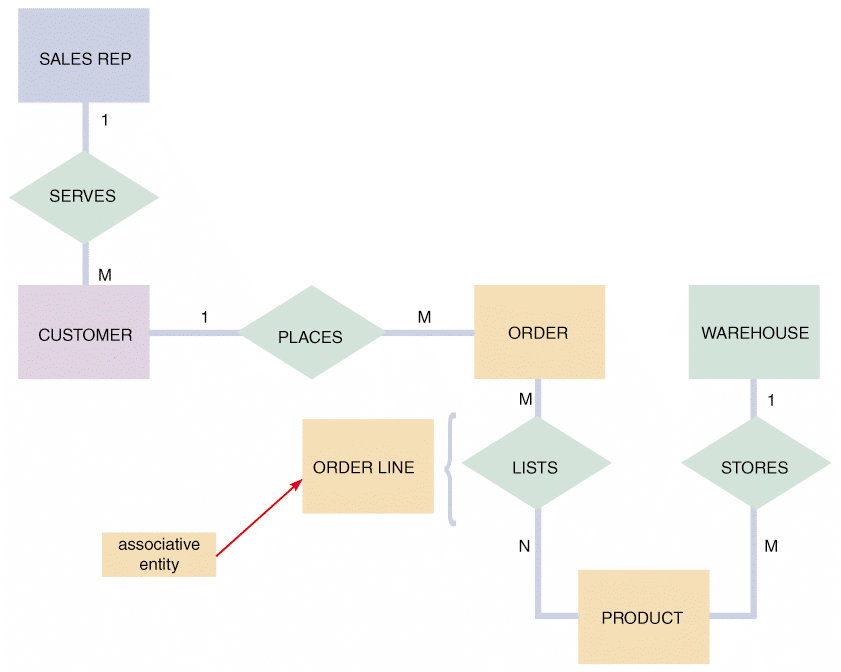 SALES REP
1
SERVES
M
CUSTOMER
1
PLACES
M
ORDER
WAREHOUSE
M
1
ORDER LINE
LISTS
STORES
associative
entity
N
M
PRODUCT